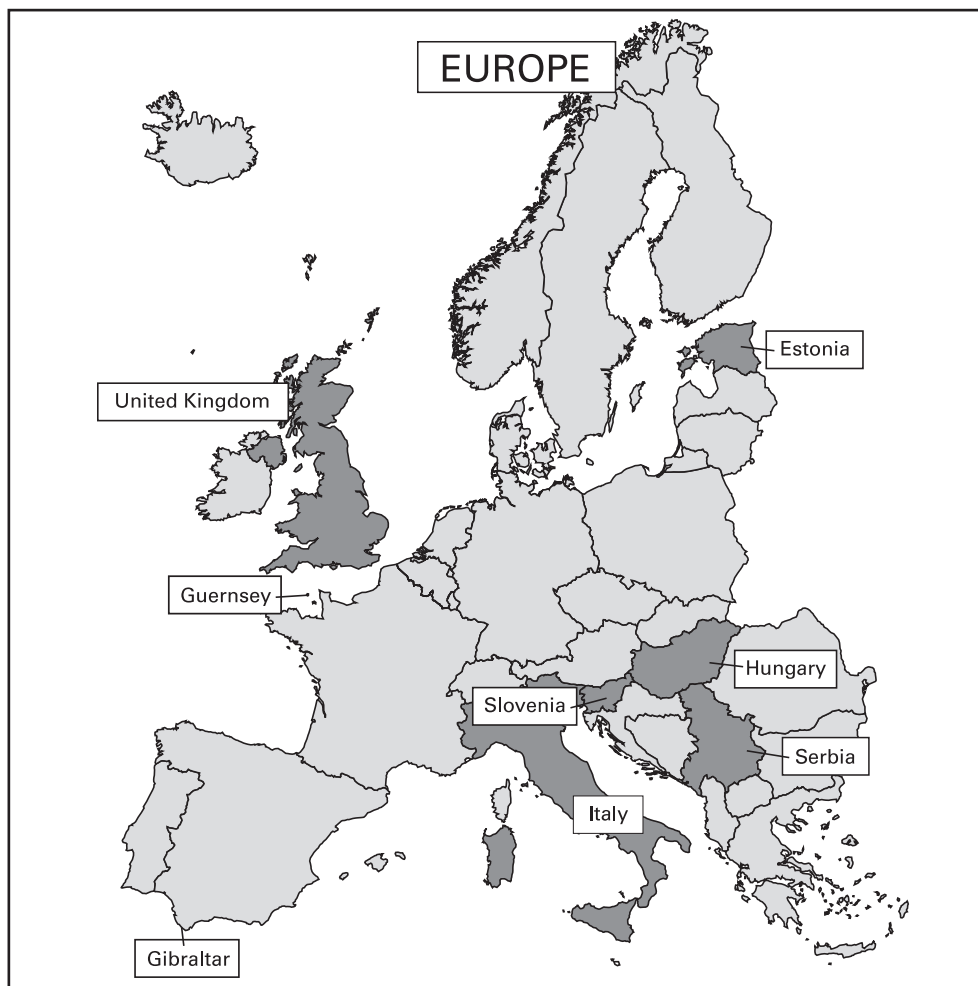 EUROPE
Estonia
United Kingdom
Guernsey
Hungary
Slovenia
Serbia
Italy
Gibraltar